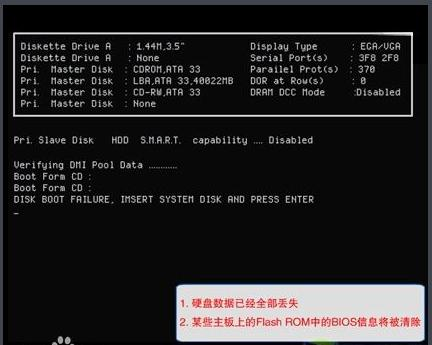 Diskette Drive A : 1.44M,3.5" Display Type : EGA/VGA
Diskette Drive A : None Serial Port(s) : 3F8 2F8
Pri. Master Disk : CDROM,ATA 33 Parailel Prot(s) : 370
Pri. Master Disk : LBA,ATA 33,40022MB DOR at Row(s) : 0
Pri. Master Disk : CD-RW,ATA 33 DRAM DCC Mode :Disabled
Pri. Master Disk : None
Pri. Slave Disk HDD S.M.A.R.T. capability .... Disabled
Verifying DMI Pool Data ............
Boot Form CD :
Boot Form CD :
DISK BOOT FAILURE, IMSERT SYSTEM DISK AND PRESS ENTER
_
1. 硬盘数据已经全部丢失
2. 某些主板上的Flash ROM中的BIOS信息将被清除